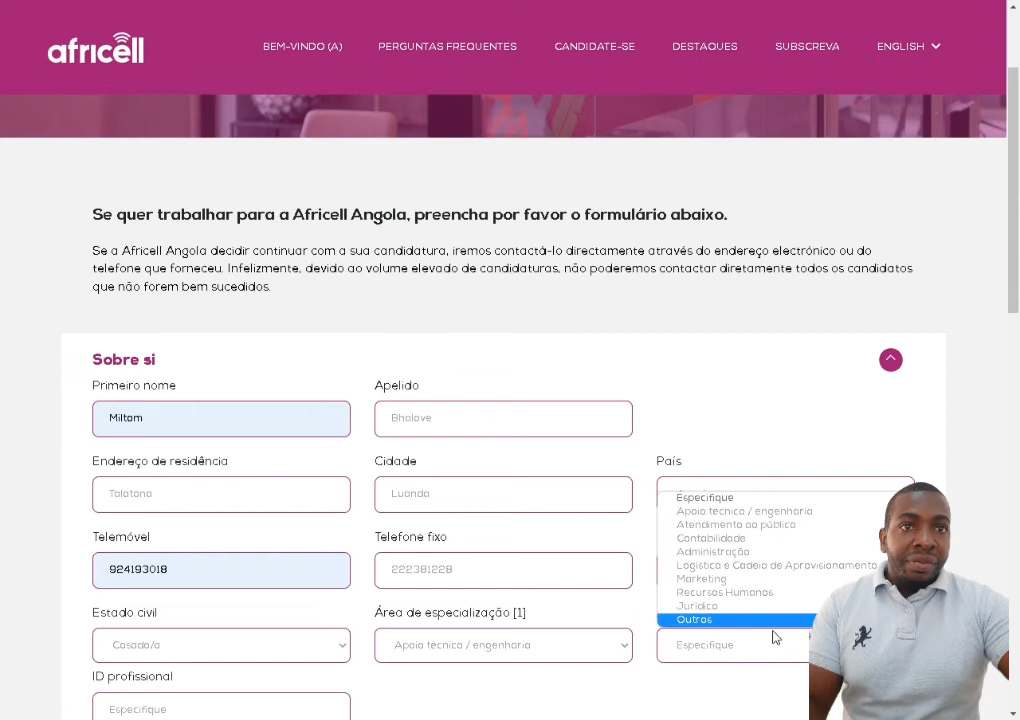 africell
BEM-VINDO (A)
PERGUNTAS FREQUENTES
CANDIDATE-SE
DESTAQUES
SUBSCREVA
ENGLISH
Se quer trabalhar para a Africell Angola, preencha por favor o formulário abaixo.
Se a Africell Angola decidir continuar com a sua candidatura, iremos contactá-lo directamente através do endereço electrónico ou do
telefone que forneceu. Infelizmente, devido ao volume elevado de candidaturas, não poderemos contactar diretamente todos os candidatos
que não forem bem sucedidos.
Sobre si
Primeiro nome
Apelido
Miltom
Bhalave
Endereço de residência
Cidade
País
Talatona
Luanda
Especifique
Apoio técnico / engenharia
Atendimento ao público
Contabilidade
Administração
Logística e Cadeia de Aprovisionamento
Marketing
Recursos Humanos
Jurídica
Outros
Telemóvel
Telefone fixo
924193018
222381228
Estado civil
Área de especialização [1]
Casado/a
Apoio técnico / engenharia
Especifique
ID profissional
Especifique